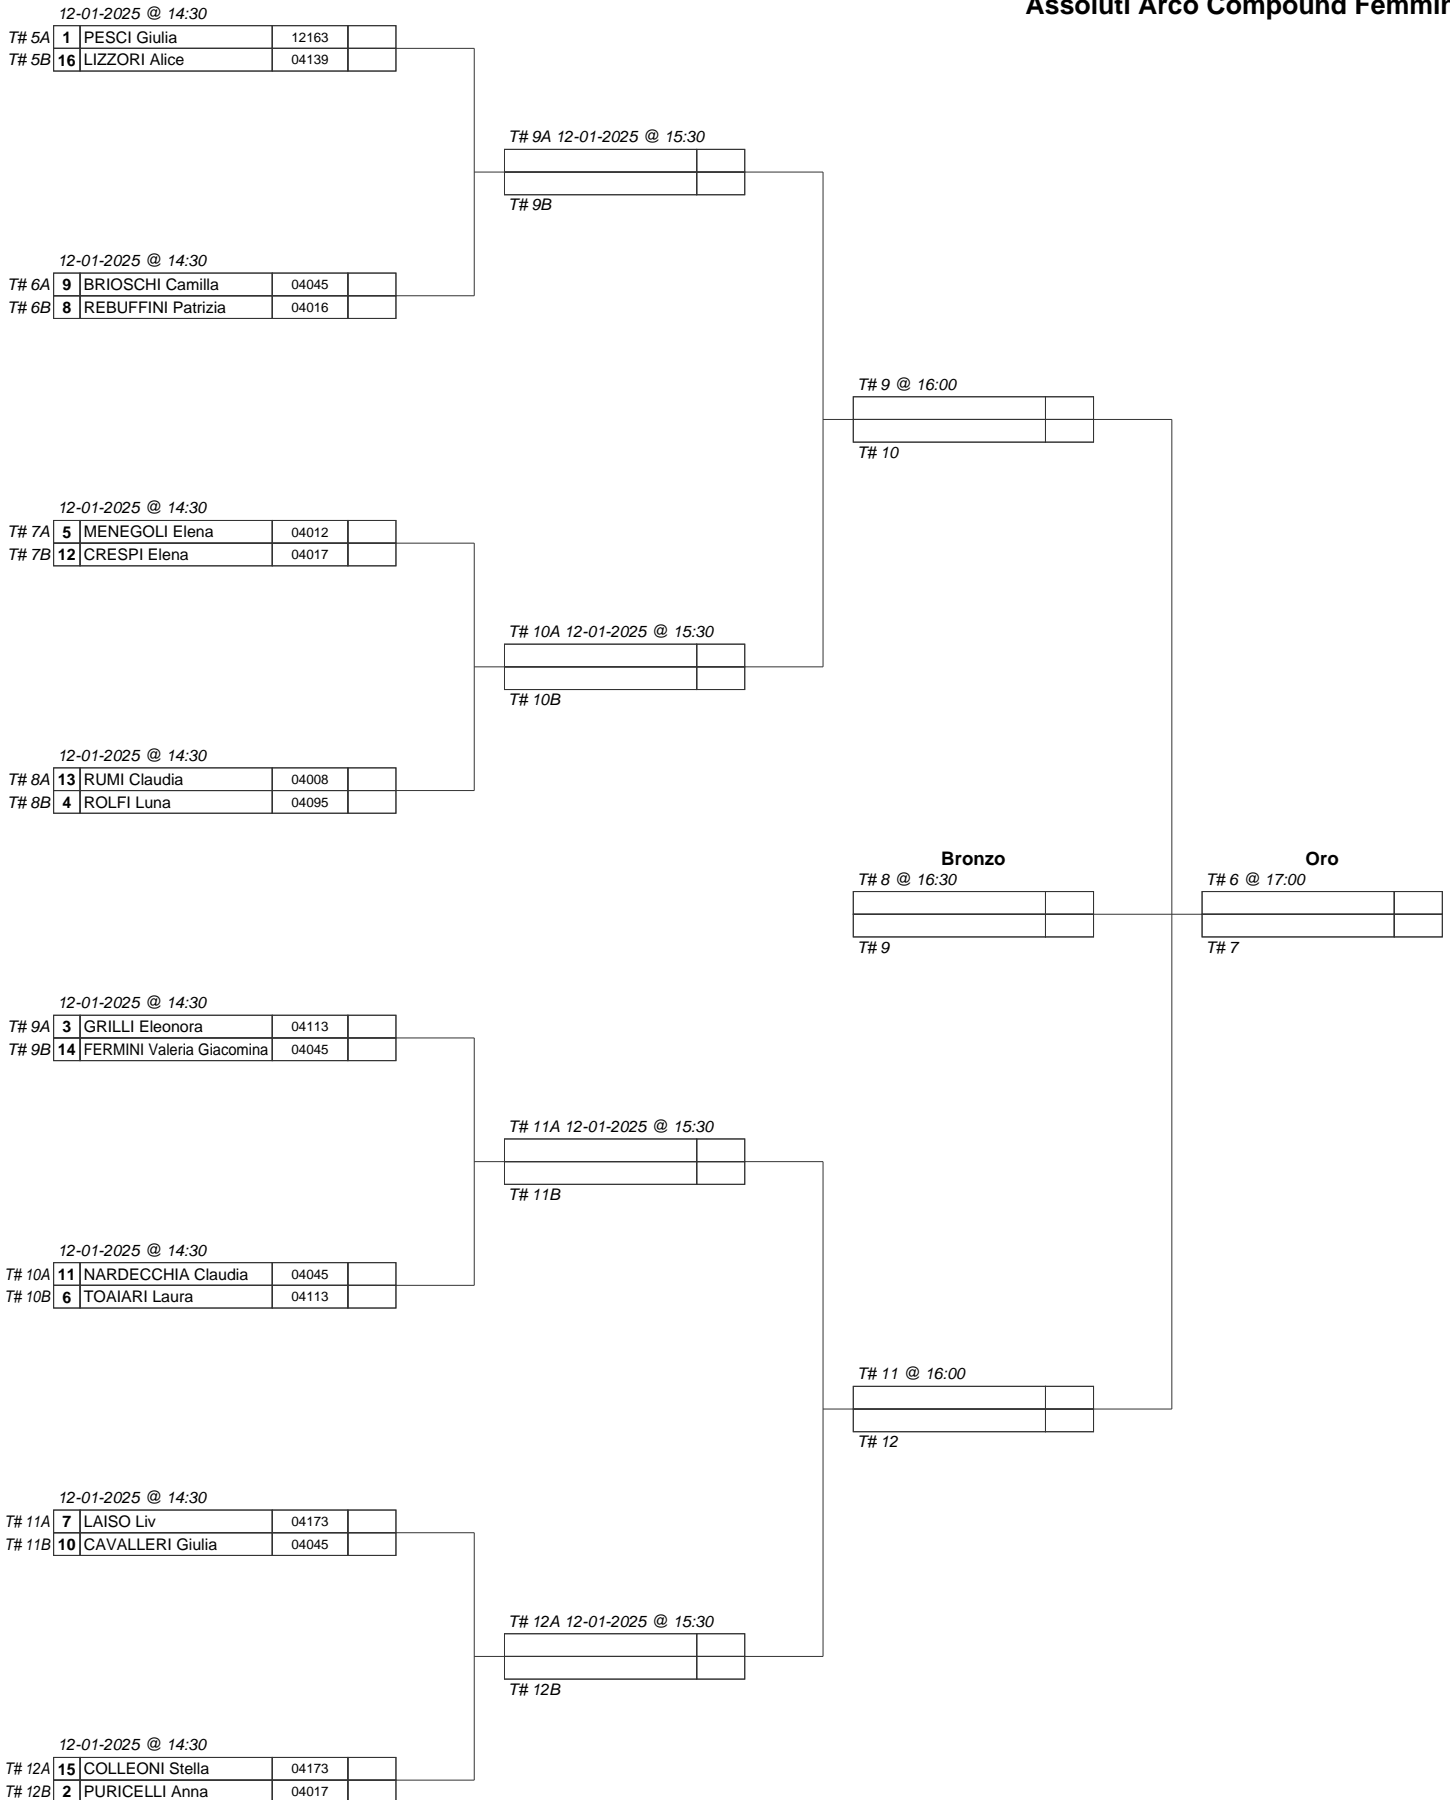 Assoluti Arco Compound Femmin
12-01-2025 @ 14:30
T# 5A 1 PESCI Giulia 12163
T# 5B 16 LIZZORI Alice 04139
T# 9A 12-01-2025 @ 15:30
T# 9B
12-01-2025 @ 14:30
T# 6A 9 BRIOSCHI Camilla 04045
T# 6B 8 REBUFFINI Patrizia 04016
T# 9 @ 16:00
T# 10
12-01-2025 @ 14:30
T# 7A 5 MENEGOLI Elena 04012
T# 7B 12 CRESPI Elena 04017
T# 10A 12-01-2025 @ 15:30
T# 10B
12-01-2025 @ 14:30
T# 8A 13 RUMI Claudia 04008
T# 8B 4 ROLFI Luna 04095
Bronzo Oro
T# 8 @ 16:30 T# 6 @ 17:00
T# 9 T# 7
12-01-2025 @ 14:30
T# 9A 3 GRILLI Eleonora 04113
T# 9B 14 FERMINI Valeria Giacomina 04045
T# 11A 12-01-2025 @ 15:30
T# 11B
12-01-2025 @ 14:30
T# 10A 11 NARDECCHIA Claudia 04045
T# 10B 6 TOAIARI Laura 04113
T# 11 @ 16:00
T# 12
12-01-2025 @ 14:30
T# 11A 7 LAISO Liv 04173
T# 11B 10 CAVALLERI Giulia 04045
T# 12A 12-01-2025 @ 15:30
T# 12B
12-01-2025 @ 14:30
T# 12A 15 COLLEONI Stella 04173
T# 12B 2 PURICELLI Anna 04017